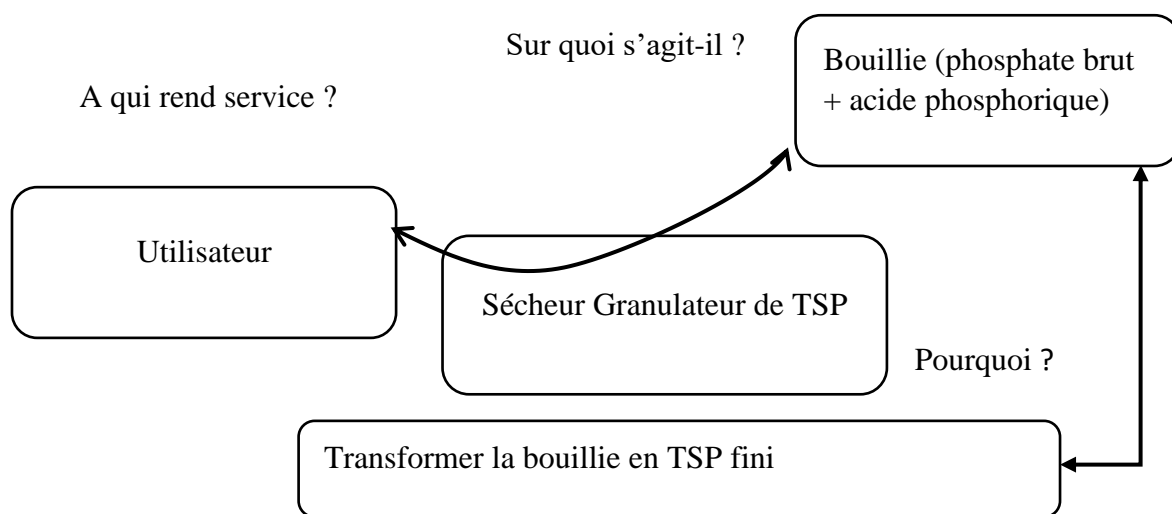 Sur quoi s’agit-il ?
Bouillie (phosphate brut
+ acide phosphorique)
A qui rend service ?
Utilisateur
Sécheur Granulateur de TSP
Pourquoi ?
Transformer la bouillie en TSP fini